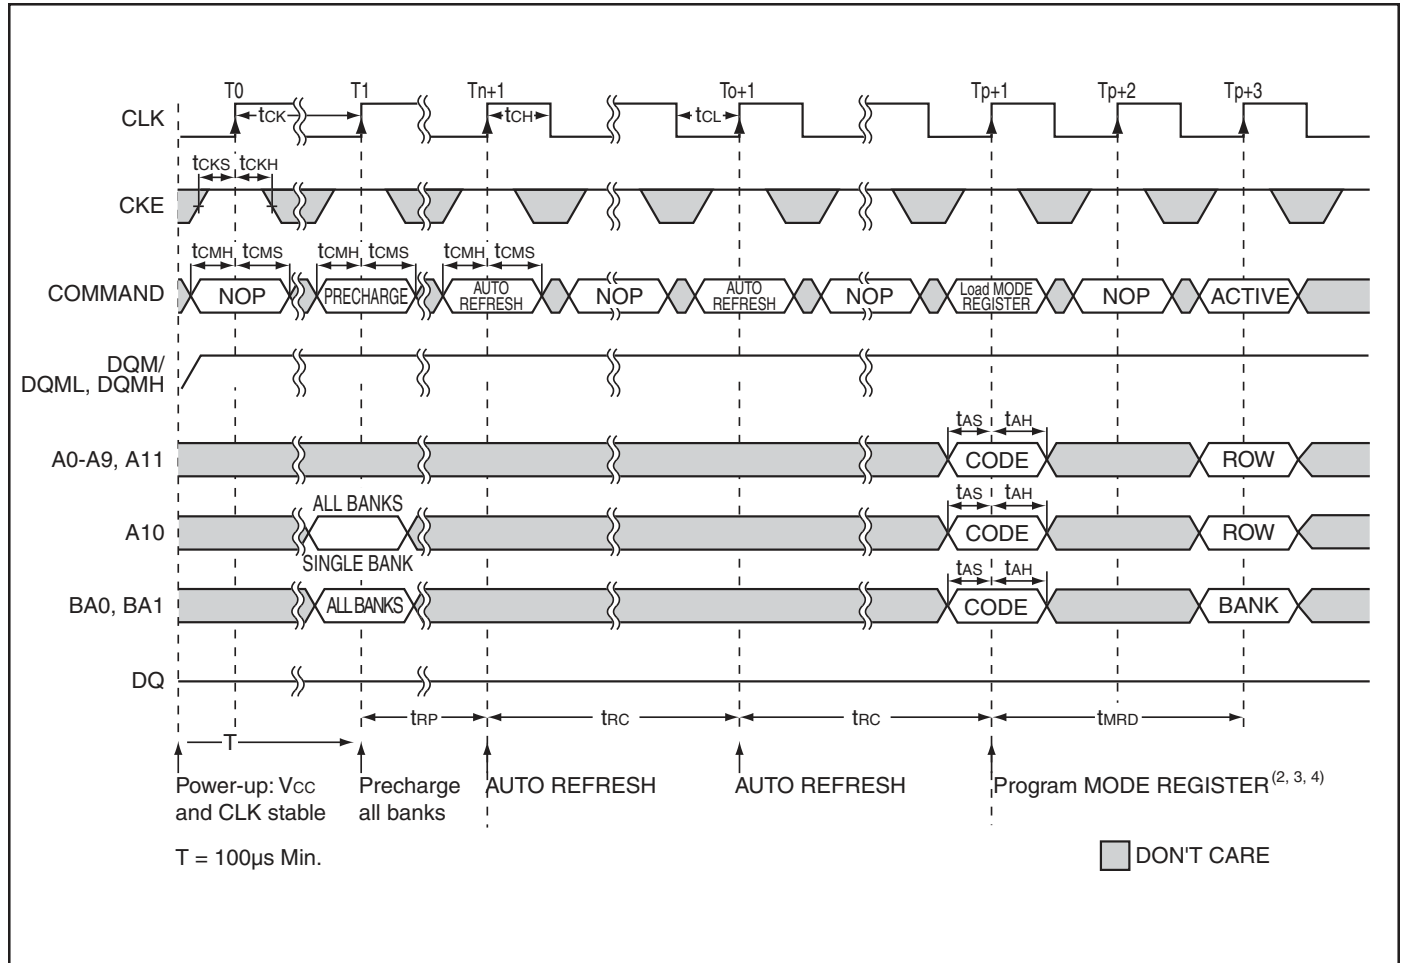 T0 T1 Tn+1 To+1 Tp+1 Tp+2 Tp+3
CLK tCK tCH tCL
tCKS tCKH
CKE
tCMH tCMS tCMH tCMS tCMH tCMS
COMMAND NOP PRECHARGE AUTO REFRESH NOP AUTO REFRESH NOP Load MODE REGISTER NOP ACTIVE
DQM/
DQML, DQMH
tAS tAH
A0-A9, A11 CODE ROW
ALL BANKS tAS tAH
A10 CODE ROW
SINGLE BANK tAS tAH
BA0, BA1 ALL BANKS CODE BANK
DQ
tRP tRC tRC tMRD
T
Power-up: VCC Precharge AUTO REFRESH AUTO REFRESH Program MODE REGISTER(2, 3, 4)
and CLK stable all banks
T = 100µs Min. DON'T CARE